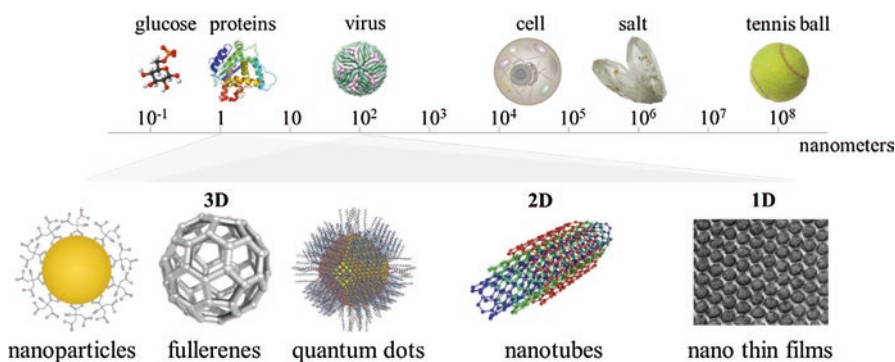 glucose proteins virus cell salt tennis ball
10⁻¹ 1 10 10² 10³ 10⁴ 10⁵ 10⁶ 10⁷ 10⁸
nanometers
3D 2D 1D
nanoparticles fullerenes quantum dots nanotubes nano thin films